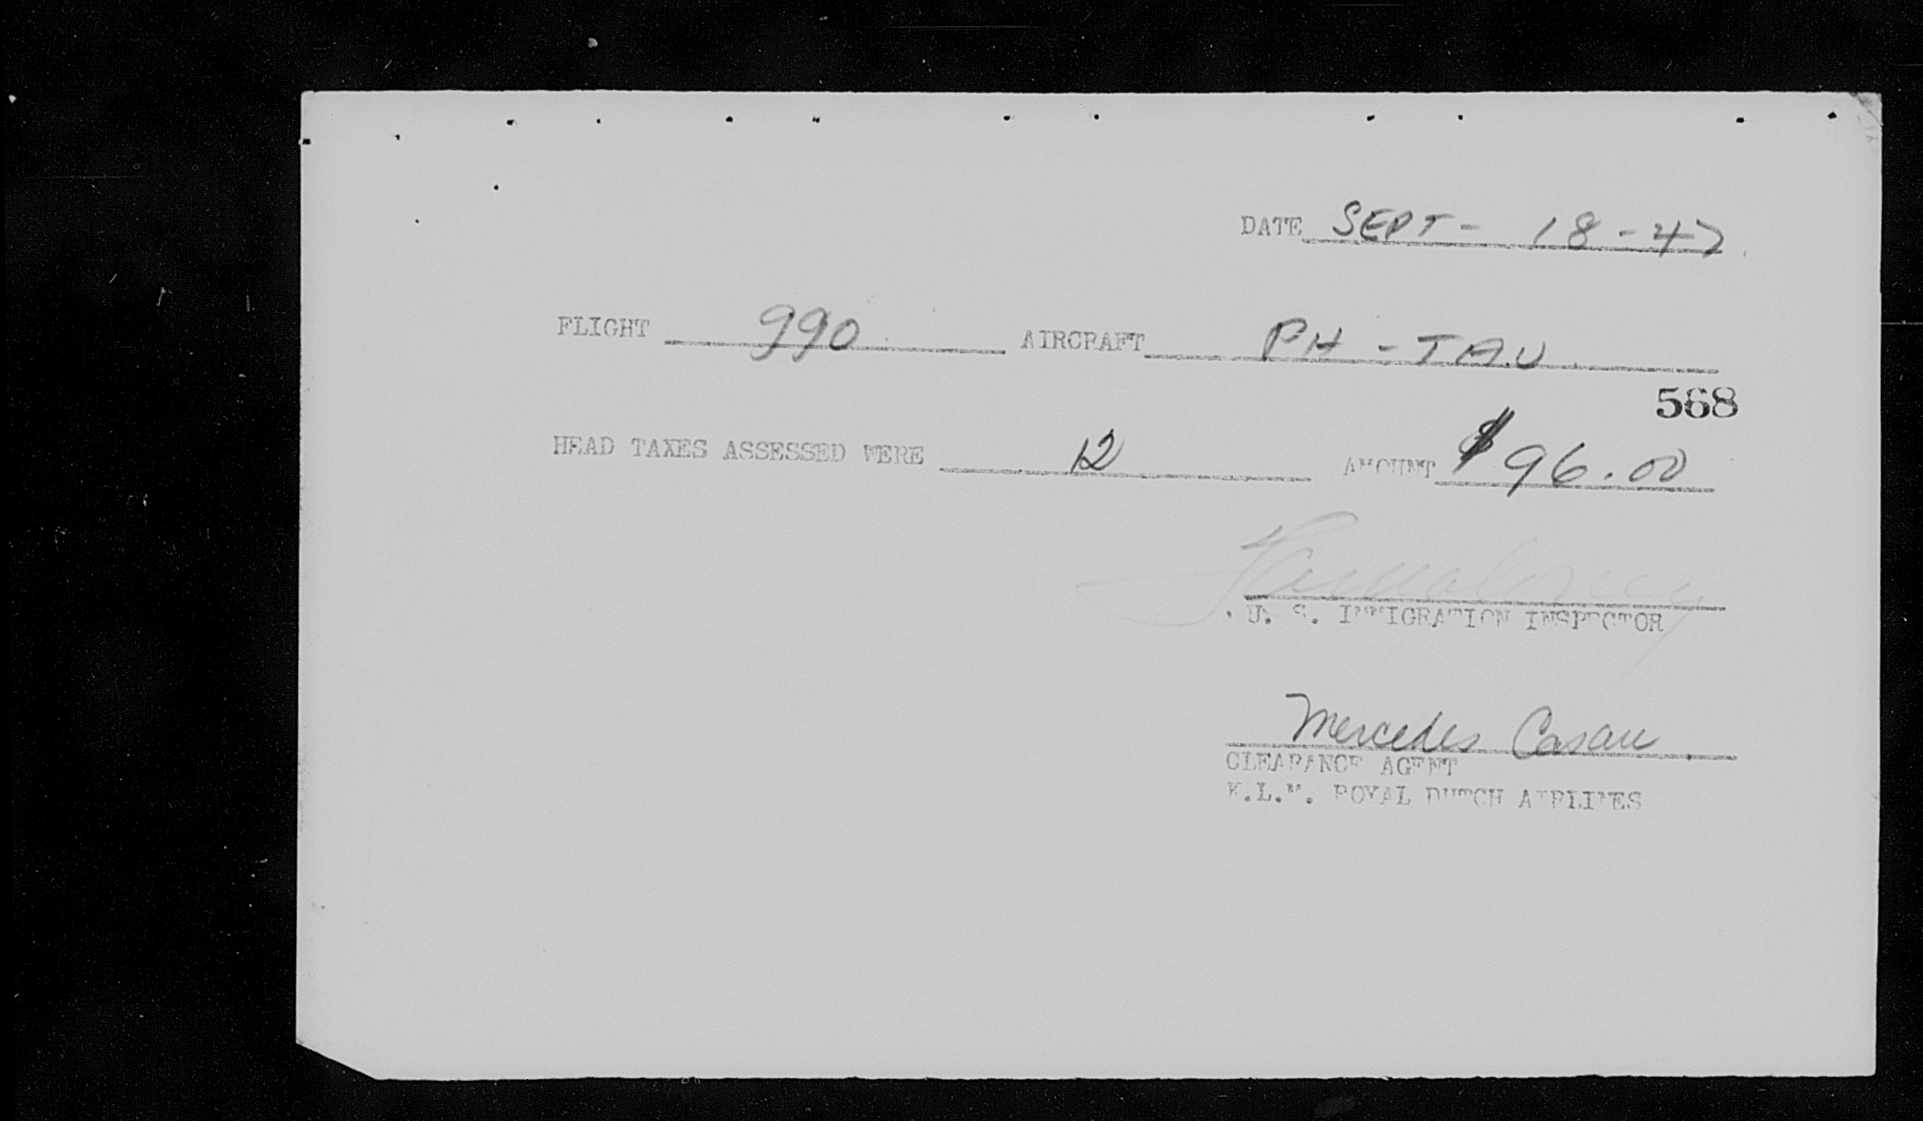 DATE SEPT - 18 - 47
FLIGHT 990 AIRCRAFT PH - TAU
568
HEAD TAXES ASSESSED WERE 12 AMOUNT $96.00
U. S. IMMIGRATION INSPECTOR
Mercedes Casau
CLEARANCE AGENT
K.L.M. ROYAL DUTCH AIRLINES